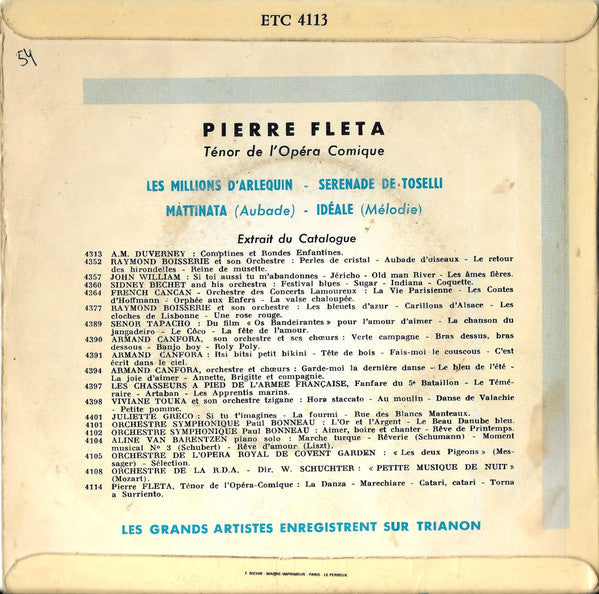 ETC 4113
54
PIERRE FLETA
Ténor de l'Opéra Comique
LES MILLIONS D'ARLEQUIN - SERENADE DE TOSELLI
MATTINATA (Aubade) - IDÉALE (Mélodie)
Extrait du Catalogue
4313 A.M. DUVERNEY : Comptines et Rondes Enfantines.
4352 RAYMOND BOISSERIE et son Orchestre : Perles de cristal - Aubade d'oiseaux - Le retour
des hirondelles - Reine de musette.
4357 JOHN WILLIAM : Si toi aussi tu m'abandonnes - Jéricho - Old man River - Les âmes fières.
4360 SIDNEY BECHET and his orchestra : Festival blues - Sugar - Indiana - Coquette.
4364 FRENCH CANCAN - Orchestre des Concerts Lamoureux : La Vie Parisienne - Les Contes
d'Hoffmann - Orphée aux Enfers - La valse chaloupée.
4377 RAYMOND BOISSERIE et son Orchestre : Les bleuets d'azur - Carillons d'Alsace - Les
cloches de Lisbonne - Une rose rouge.
4389 SENOR TAPACHO : Du film « Os Bandeirantes » pour l'amour d'aimer - La chanson du
jangadeiro - Le Côco - La fête de l'amour.
4390 ARMAND CANFORA, son orchestre et ses chœurs : Verte campagne - Bras dessus, bras
dessous - Banjo boy - Roly Poly.
4391 ARMAND CANFORA : Itsi bitsi petit bikini - Tête de bois - Fais-moi le couscous - C'est
écrit dans le ciel.
4394 ARMAND CANFORA, orchestre et chœurs : Garde-moi la dernière danse - Le bleu de l'été -
La joie d'aimer - Annette, Brigitte et compagnie.
4397 LES CHASSEURS A PIED DE L'ARMEE FRANÇAISE, Fanfare du 5e Bataillon - Le Témé-
raire - Artaban - Les Apprentis marins.
4398 VIVIANE TOUKA et son orchestre tzigane : Hora staccato - Au moulin - Danse de Valachie
- Petite pomme.
4401 JULIETTE GRECO : Si tu t'imagines - La fourmi - Rue des Blancs Manteaux.
4101 ORCHESTRE SYMPHONIQUE Paul BONNEAU : L'Or et l'Argent - Le Beau Danube bleu.
4102 ORCHESTRE SYMPHONIQUE Paul BONNEAU : Aimer, boire et chanter - Rêve de Printemps.
4104 ALINE VAN BARENTZEN piano solo : Marche turque - Rêverie (Schumann) - Moment
musical No 3 (Schubert) - Rêve d'amour (Liszt).
4105 ORCHESTRE DE L'OPERA ROYAL DE COVENT GARDEN : « Les deux Pigeons » (Mes-
sager) - Sélection.
4108 ORCHESTRE DE LA R.D.A. - Dir. W. SCHUCHTER : « PETITE MUSIQUE DE NUIT »
(Mozart).
4114 Pierre FLETA, Ténor de l'Opéra-Comique : La Danza - Marechiare - Catari, catari - Torna
a Surriento.
LES GRANDS ARTISTES ENREGISTRENT SUR TRIANON
F. RICHIR - MAITRE-IMPRIMEUR - PARIS - LE PERREUX